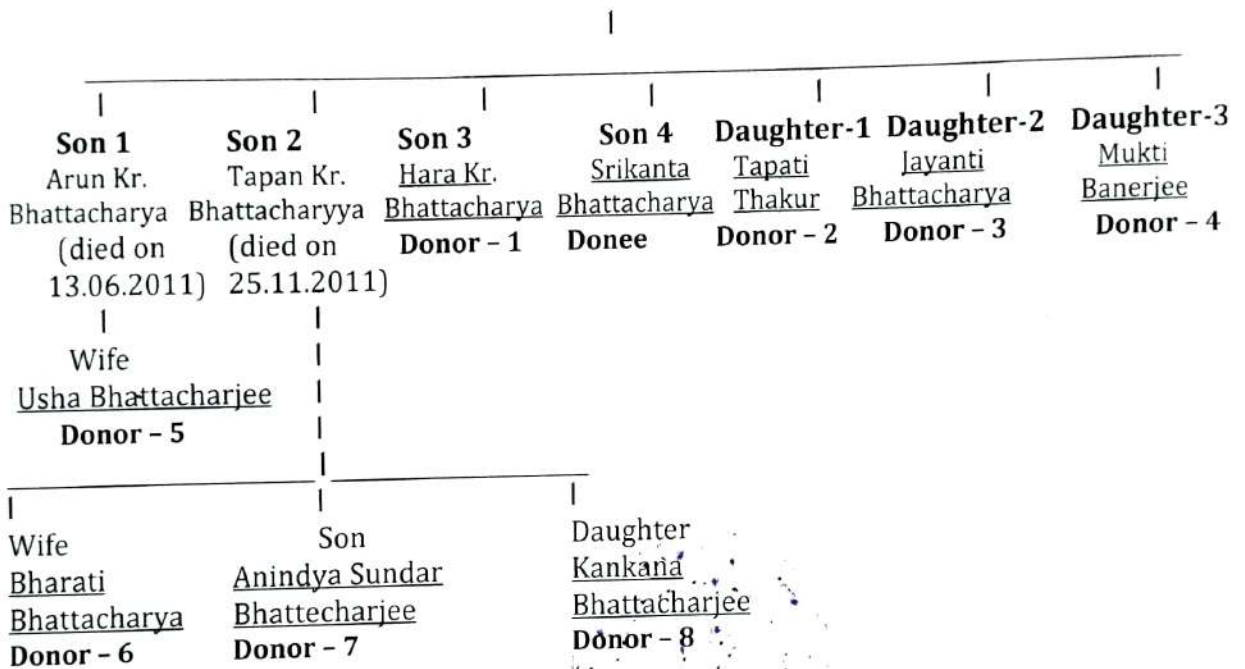 Son 1 Son 2 Son 3 Son 4 Daughter-1 Daughter-2 Daughter-3
Arun Kr. Tapan Kr. Hara Kr. Srikanta Tapati Jayanti Mukti
Bhattacharya Bhattacharyya Bhattacharya Bhattacharya Thakur Bhattacharya Banerjee
(died on (died on Donor – 1 Donee Donor – 2 Donor – 3 Donor – 4
13.06.2011) 25.11.2011)
Wife
Usha Bhattacharjee
Donor – 5
Wife Son Daughter
Bharati Anindya Sundar Kankana
Bhattacharya Bhattecharjee Bhattacharjee
Donor – 6 Donor – 7 Donor – 8